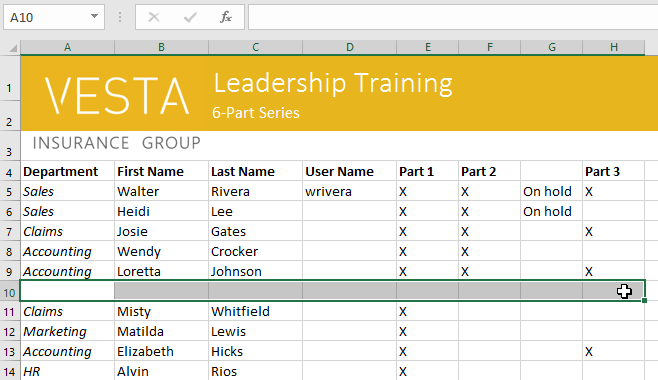 A10 fx
A B C D E F G H
1 VESTA Leadership Training
2 6-Part Series
3 INSURANCE GROUP
4 Department First Name Last Name User Name Part 1 Part 2 Part 3
5 Sales Walter Rivera wrivera X X On hold X
6 Sales Heidi Lee X X On hold
7 Claims Josie Gates X X X
8 Accounting Wendy Crocker X X
9 Accounting Loretta Johnson X X X
10
11 Claims Misty Whitfield X
12 Marketing Matilda Lewis X
13 Accounting Elizabeth Hicks X X
14 HR Alvin Rios X